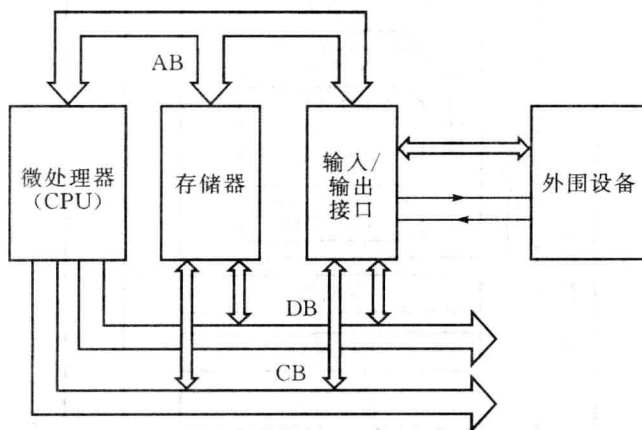 AB
微处理器
(CPU)
存储器
输入/
输出
接口
外围设备
DB
CB